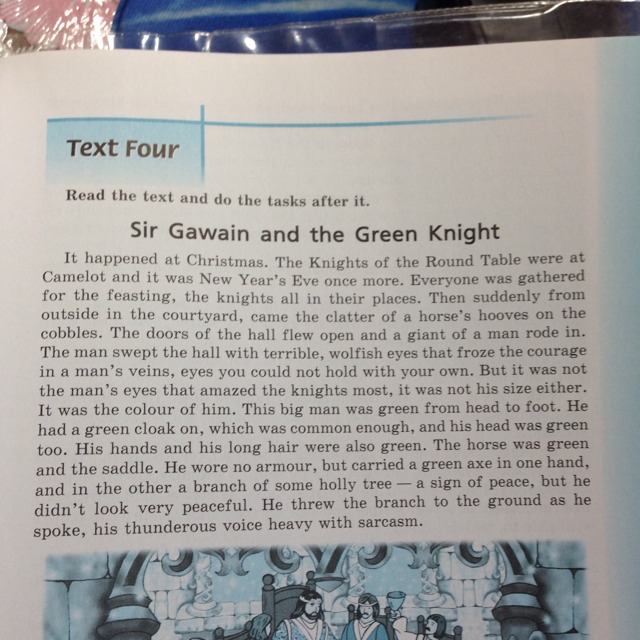 Text Four
Read the text and do the tasks after it.
Sir Gawain and the Green Knight
It happened at Christmas. The Knights of the Round Table were at
Camelot and it was New Year's Eve once more. Everyone was gathered
for the feasting, the knights all in their places. Then suddenly from
outside in the courtyard, came the clatter of a horse's hooves on the
cobbles. The doors of the hall flew open and a giant of a man rode in.
The man swept the hall with terrible, wolfish eyes that froze the courage
in a man's veins, eyes you could not hold with your own. But it was not
the man's eyes that amazed the knights most, it was not his size either.
It was the colour of him. This big man was green from head to foot. He
had a green cloak on, which was common enough, and his head was green
too. His hands and his long hair were also green. The horse was green
and the saddle. He wore no armour, but carried a green axe in one hand,
and in the other a branch of some holly tree — a sign of peace, but he
didn't look very peaceful. He threw the branch to the ground as he
spoke, his thunderous voice heavy with sarcasm.